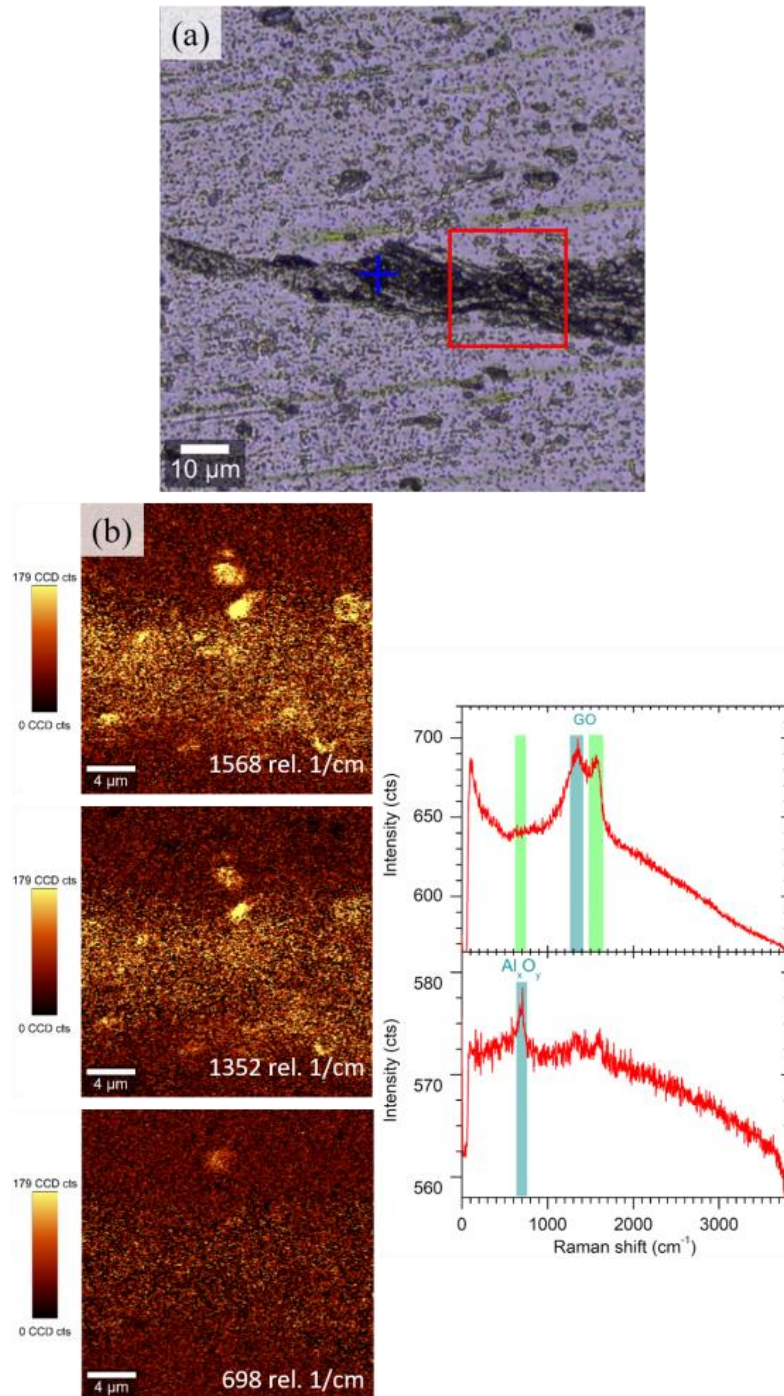 (a)
10 µm
(b)
179 CCD cts
0 CCD cts
4 µm
1568 rel. 1/cm
179 CCD cts
0 CCD cts
4 µm
1352 rel. 1/cm
179 CCD cts
0 CCD cts
4 µm
698 rel. 1/cm
GO
700
650
600
Intensity (cts)
AlxOy
580
570
560
Intensity (cts)
0 1000 2000 3000
Raman shift (cm⁻¹)